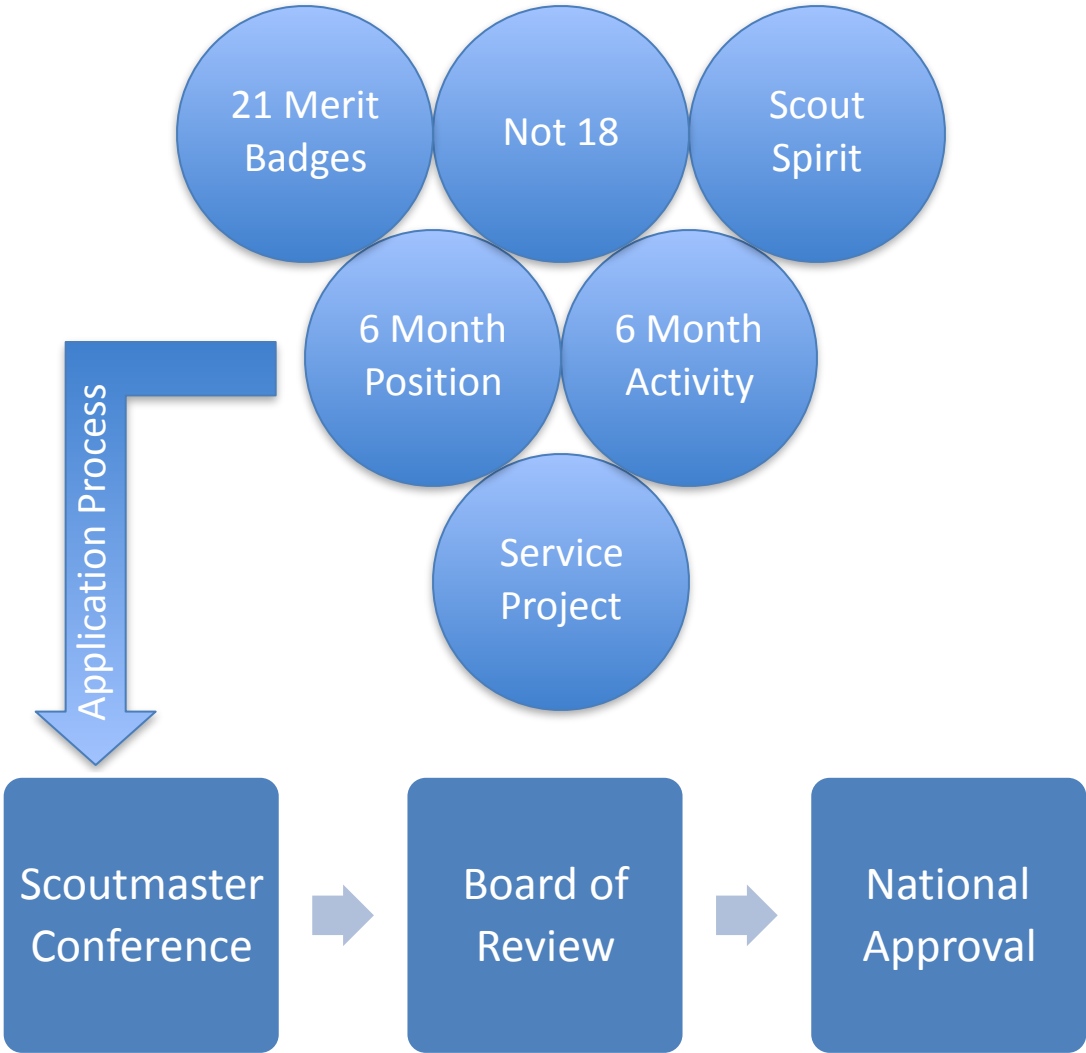 21 Merit
Badges
Not 18
Scout
Spirit
6 Month
Position
6 Month
Activity
Service
Project
Application Process
Scoutmaster
Conference
Board of
Review
National
Approval